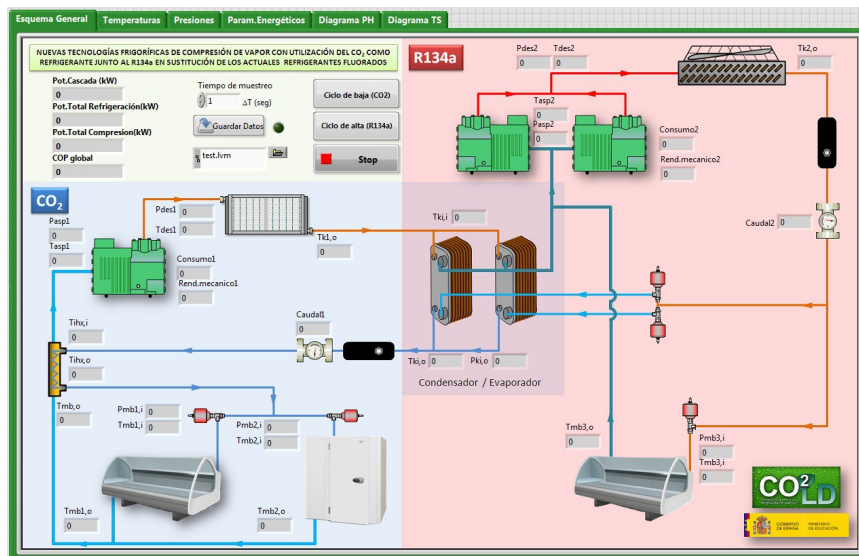 Esquema General
Temperaturas
Presiones
Param.Energéticos
Diagrama PH
Diagrama TS
NUEVAS TECNOLOGÍAS FRIGORÍFICAS DE COMPRESIÓN DE VAPOR CON UTILIZACIÓN DEL CO₂ COMO
REFRIGERANTE JUNTO AL R134a EN SUSTITUCIÓN DE LOS ACTUALES REFRIGERANTES FLUORADOS
Pot.Cascada (kW)
0
Pot.Total Refrigeración(kW)
0
Pot.Total Compresion(kW)
0
COP global
0
Tiempo de muestreo
1 ΔT (seg)
Guardar Datos
test.lvm
Ciclo de baja (CO2)
Ciclo de alta (R134a)
Stop
R134a
Pdes2 Tdes2
0 0
Tk2,o
0
Tasp2
0
Pasp2
0
Consumo2
0
Rend.mecanico2
0
Caudal2 0
CO₂
Pasp1
0
Tasp1
0
Pdes1 0
Tdes1 0
Tk1,o
0
Consumo1
0
Rend.mecanico1
0
Tki,i 0
Caudal1
0
Tihx,i
0
Tihx,o
0
Tki,o 0
Pki,o 0
Condensador / Evaporador
Tmb,o
0
Pmb1,i 0
Tmb1,i 0
Pmb2,i 0
Tmb2,i 0
Tmb1,o
0
Tmb2,o
0
Tmb3,o
0
Pmb3,i
0
Tmb3,i
0
CO2LD
GOBIERNO
DE ESPAÑA
MINISTERIO
DE EDUCACIÓN